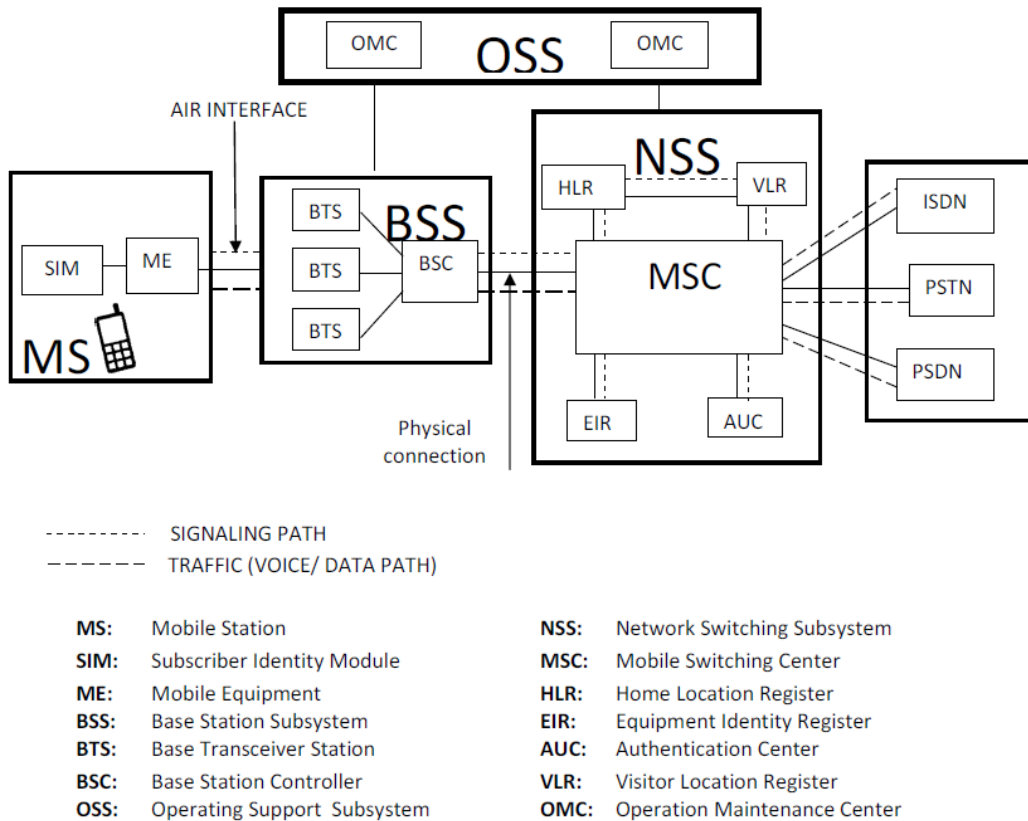 OMC
OSS
OMC
AIR INTERFACE
NSS
HLR
VLR
ISDN
BTS
BSS
SIM
ME
BTS
BSC
MSC
PSTN
BTS
MS
PSDN
EIR
AUC
Physical
connection
SIGNALING PATH
TRAFFIC (VOICE/ DATA PATH)
MS: Mobile Station
SIM: Subscriber Identity Module
ME: Mobile Equipment
BSS: Base Station Subsystem
BTS: Base Transceiver Station
BSC: Base Station Controller
OSS: Operating Support Subsystem
NSS: Network Switching Subsystem
MSC: Mobile Switching Center
HLR: Home Location Register
EIR: Equipment Identity Register
AUC: Authentication Center
VLR: Visitor Location Register
OMC: Operation Maintenance Center